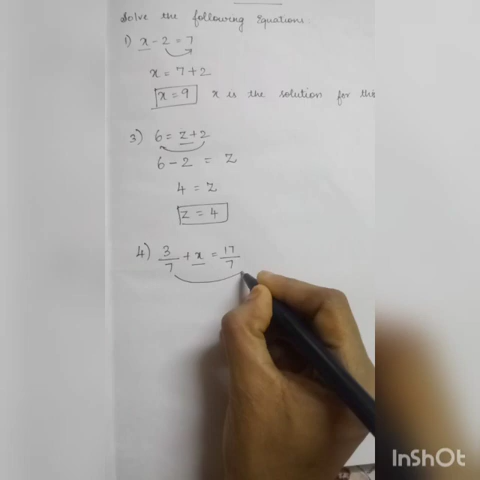 Solve the following Equations.
1) x - 2 = 7
x = 7 + 2
x = 9 x is the solution for the
3) 6 = z + 2
6 - 2 = z
4 = z
z = 4
4) 3/7 + x = 17/7
InShOt